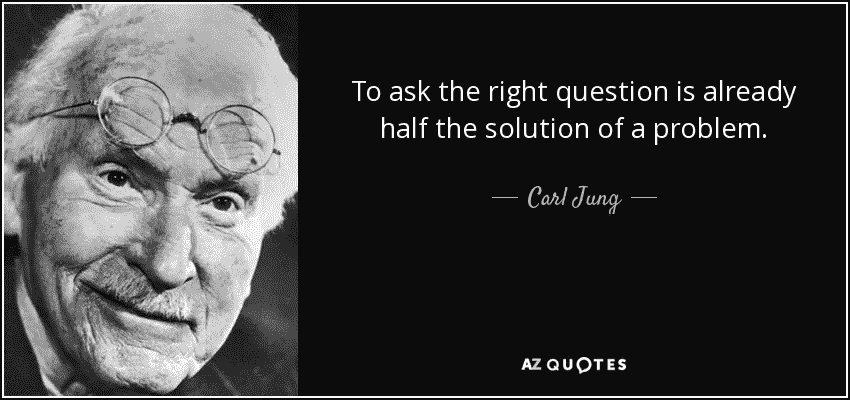 To ask the right question is already
half the solution of a problem.
— Carl Jung —
AZ QUOTES